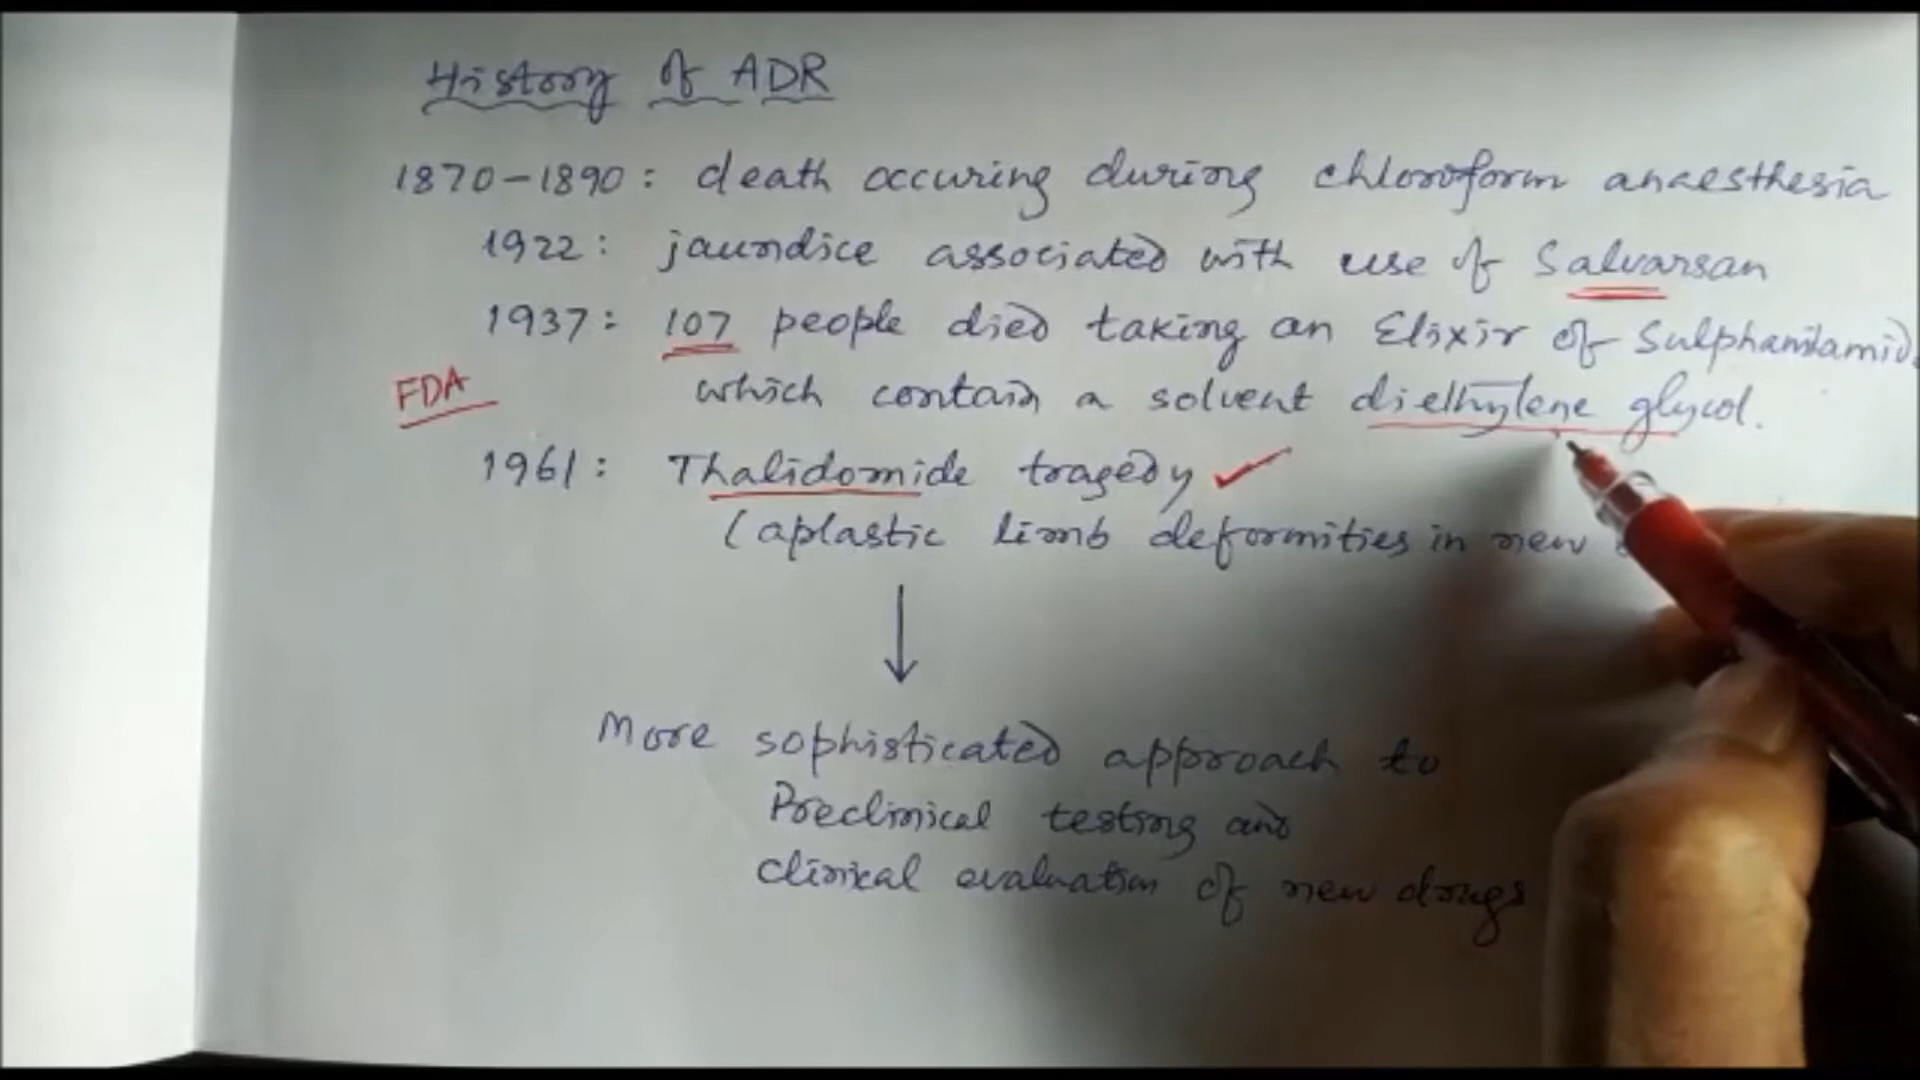 History of ADR
1870-1890: death occuring during chloroform anaesthesia
1922: jaundice associated with use of Salvarsan
1937: 107 people died taking an Elixir of Sulphanilamid
FDA
which contain a solvent diethylene glycol.
1961: Thalidomide tragedy ✓
(aplastic limb deformities in new
↓
More sophisticated approach to
Preclinical testing and
clinical evaluation of new drugs